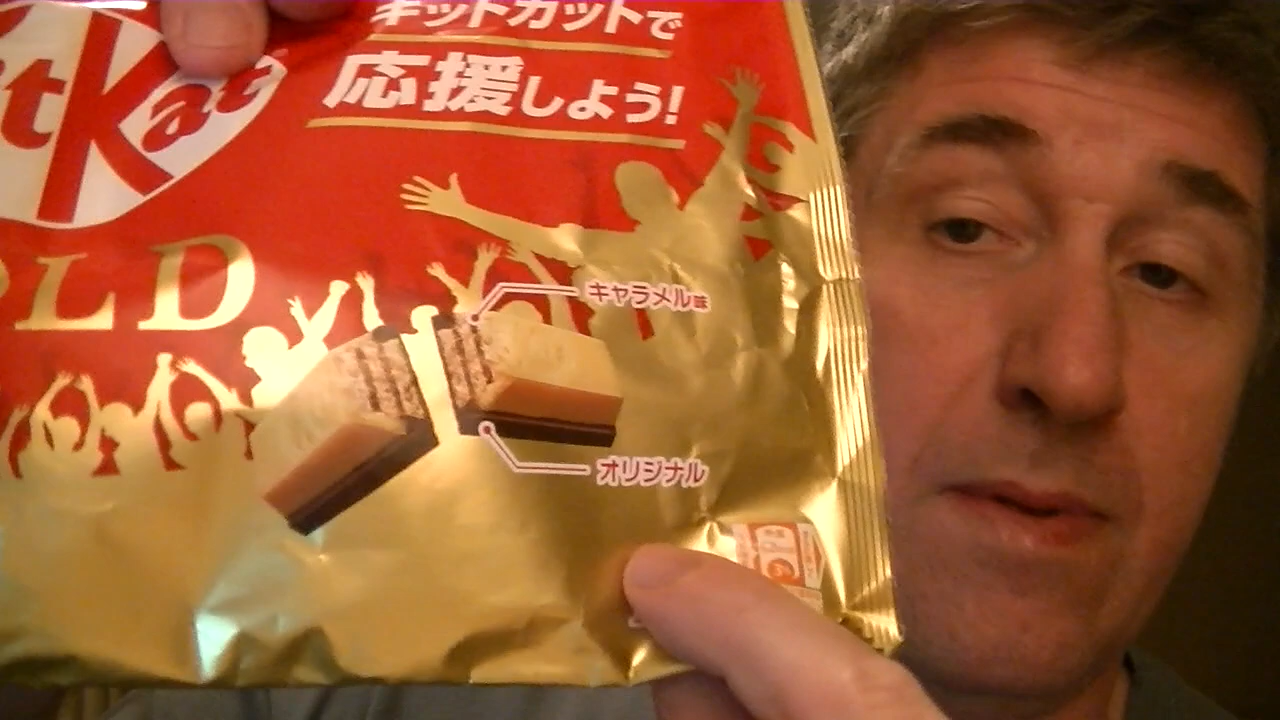 キットカットで
応援しよう!
itKat
OLD
キャラメル味
オリジナル